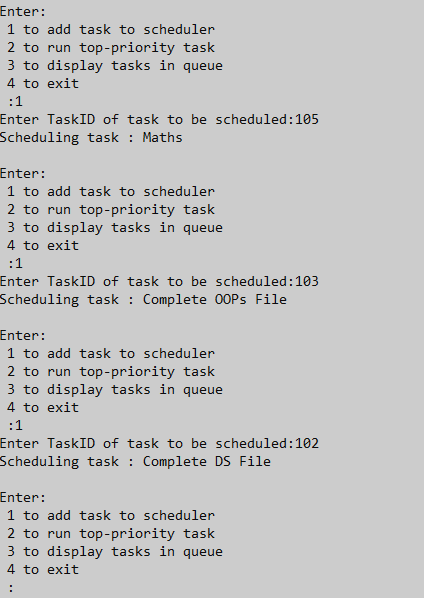 Enter:
 1 to add task to scheduler
 2 to run top-priority task
 3 to display tasks in queue
 4 to exit
 :1
Enter TaskID of task to be scheduled:105
Scheduling task : Maths

Enter:
 1 to add task to scheduler
 2 to run top-priority task
 3 to display tasks in queue
 4 to exit
 :1
Enter TaskID of task to be scheduled:103
Scheduling task : Complete OOPs File

Enter:
 1 to add task to scheduler
 2 to run top-priority task
 3 to display tasks in queue
 4 to exit
 :1
Enter TaskID of task to be scheduled:102
Scheduling task : Complete DS File

Enter:
 1 to add task to scheduler
 2 to run top-priority task
 3 to display tasks in queue
 4 to exit
 :